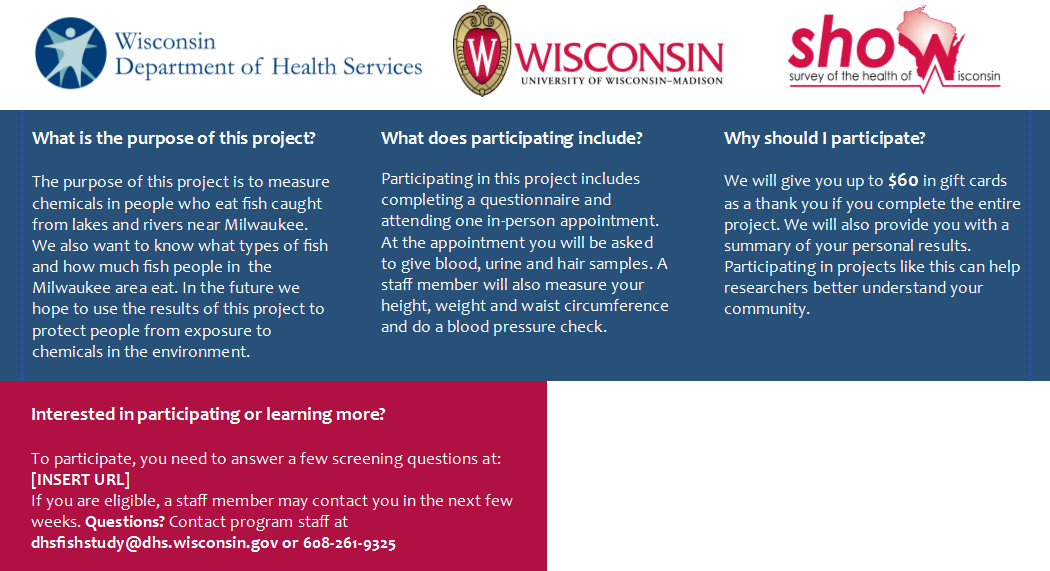 Wisconsin
Department of Health Services
W
WISCONSIN
UNIVERSITY OF WISCONSIN–MADISON
show
survey of the health of Wisconsin
What is the purpose of this project?
The purpose of this project is to measure
chemicals in people who eat fish caught
from lakes and rivers near Milwaukee.
We also want to know what types of fish
and how much fish people in the
Milwaukee area eat. In the future we
hope to use the results of this project to
protect people from exposure to
chemicals in the environment.
What does participating include?
Participating in this project includes
completing a questionnaire and
attending one in-person appointment.
At the appointment you will be asked
to give blood, urine and hair samples. A
staff member will also measure your
height, weight and waist circumference
and do a blood pressure check.
Why should I participate?
We will give you up to $60 in gift cards
as a thank you if you complete the entire
project. We will also provide you with a
summary of your personal results.
Participating in projects like this can help
researchers better understand your
community.
Interested in participating or learning more?
To participate, you need to answer a few screening questions at:
[INSERT URL]
If you are eligible, a staff member may contact you in the next few
weeks. Questions? Contact program staff at
dhsfishstudy@dhs.wisconsin.gov or 608-261-9325